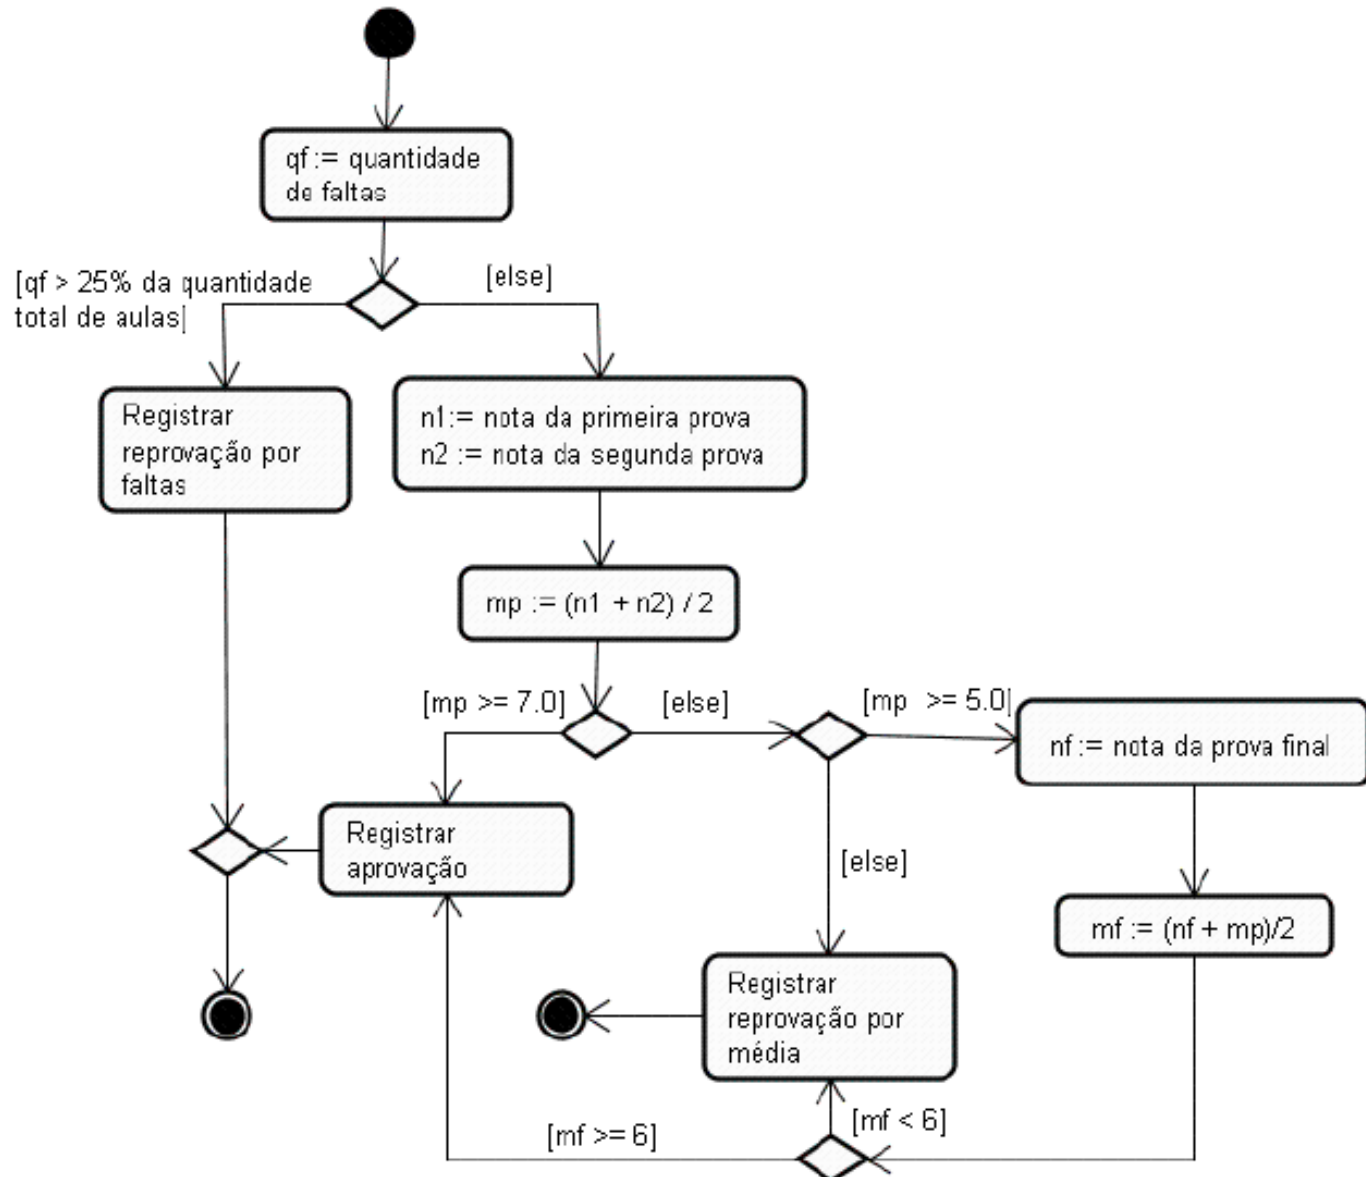 qf := quantidade
de faltas
[qf > 25% da quantidade
total de aulas]
[else]
Registrar
reprovação por
faltas
n1:= nota da primeira prova
n2 := nota da segunda prova
mp := (n1 + n2) / 2
[mp >= 7.0]
[else]
[mp >= 5.0]
nf := nota da prova final
Registrar
aprovação
[else]
mf := (nf + mp)/2
Registrar
reprovação por
média
[mf >= 6]
[mf < 6]